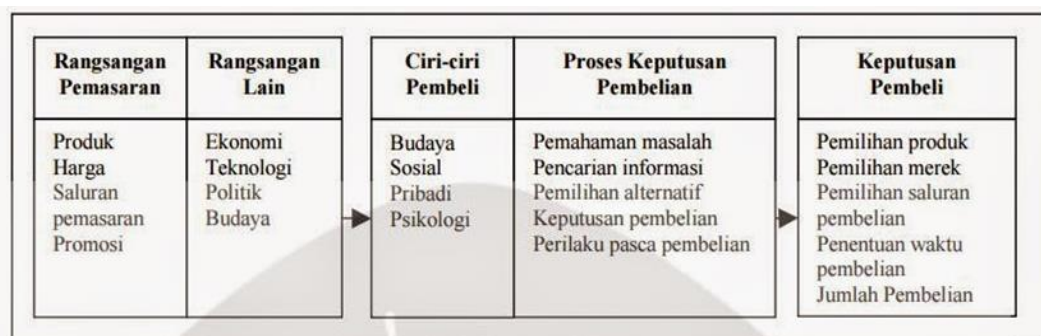 Rangsangan
Pemasaran
Produk
Harga
Saluran
pemasaran
Promosi
Rangsangan
Lain
Ekonomi
Teknologi
Politik
Budaya
Ciri-ciri
Pembeli
Budaya
Sosial
Pribadi
Psikologi
Proses Keputusan
Pembelian
Pemahaman masalah
Pencarian informasi
Pemilihan alternatif
Keputusan pembelian
Perilaku pasca pembelian
Keputusan
Pembeli
Pemilihan produk
Pemilihan merek
Pemilihan saluran
pembelian
Penentuan waktu
pembelian
Jumlah Pembelian